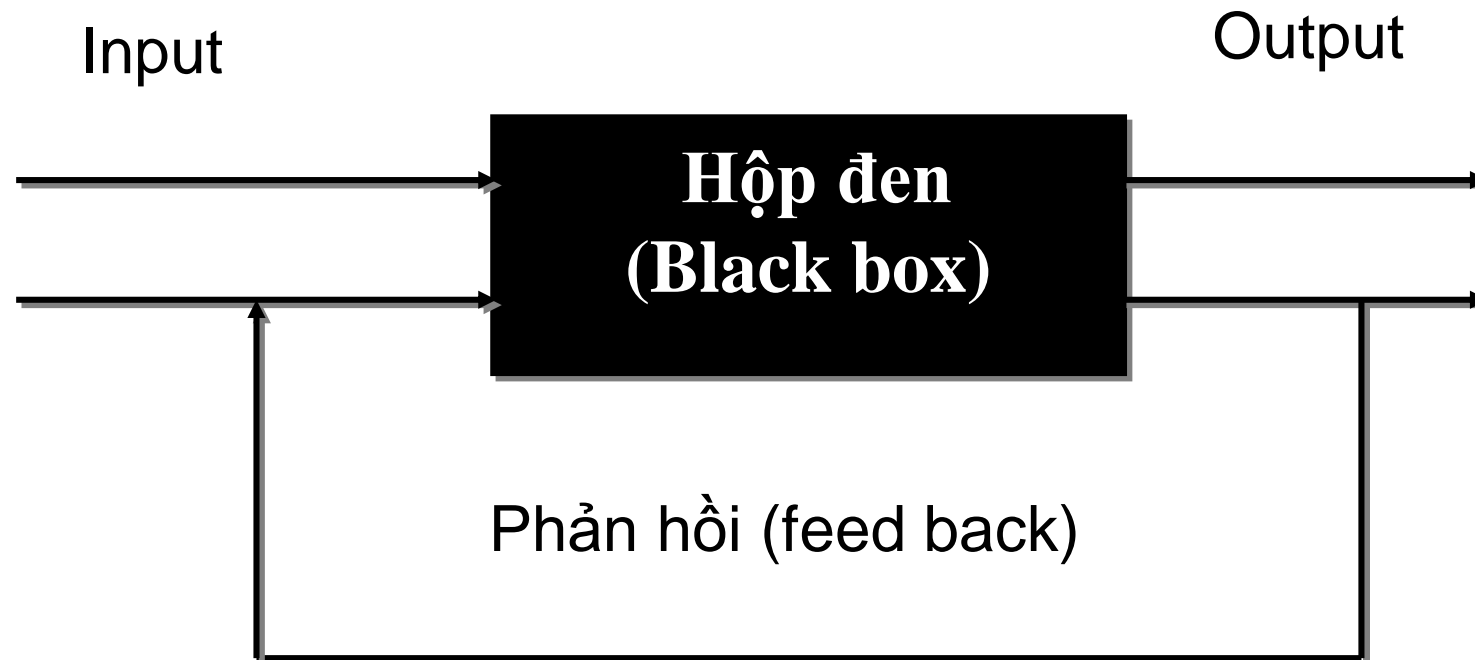 Input
Output
Hộp đen
(Black box)
Phản hồi (feed back)